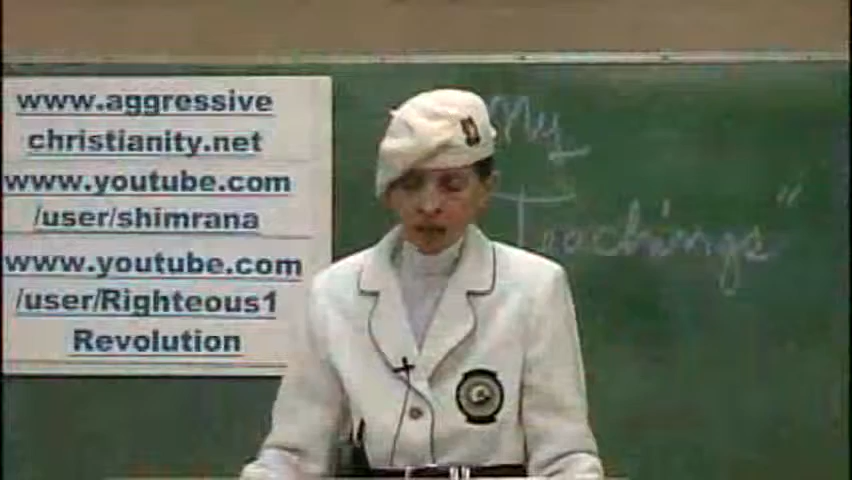 www.aggressive
christianity.net
www.youtube.com
/user/shimrana
www.youtube.com
/user/Righteous1
Revolution
"My
Teachings"